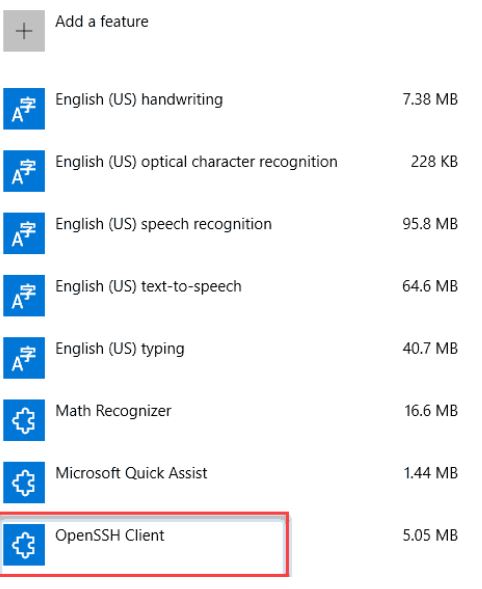 Add a feature
English (US) handwriting 7.38 MB
English (US) optical character recognition 228 KB
English (US) speech recognition 95.8 MB
English (US) text-to-speech 64.6 MB
English (US) typing 40.7 MB
Math Recognizer 16.6 MB
Microsoft Quick Assist 1.44 MB
OpenSSH Client 5.05 MB